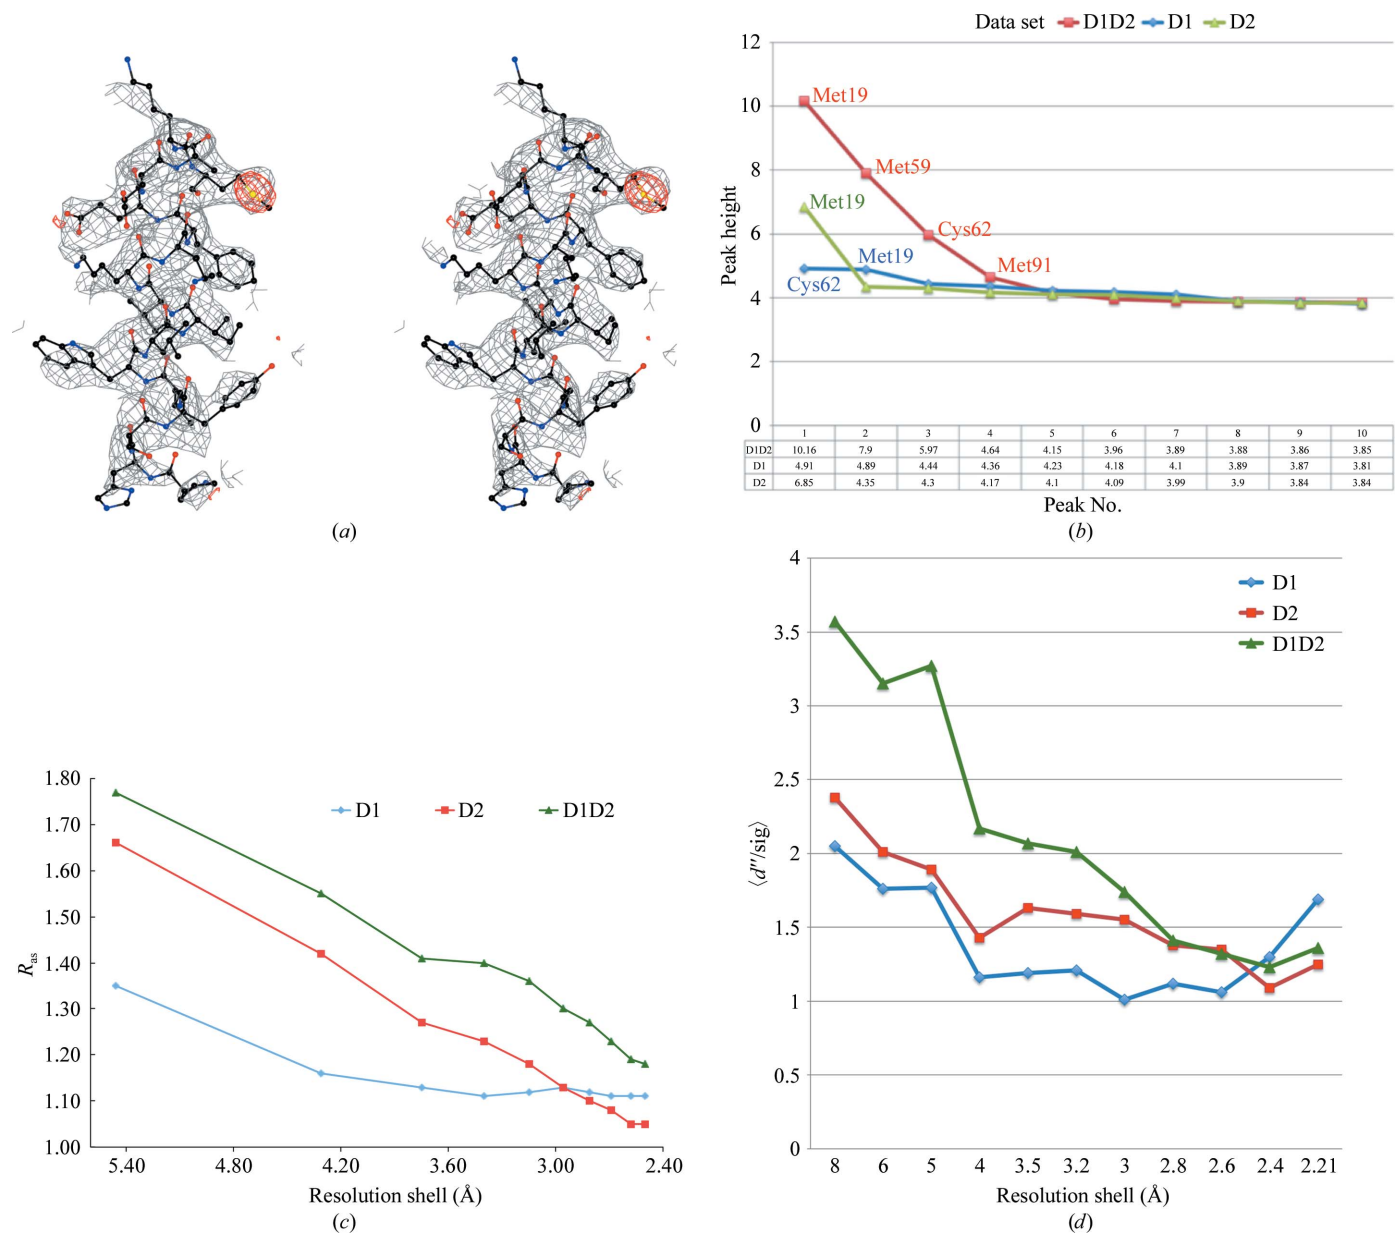 Data set D1D2 D1 D2
12
10
8
6
4
2
0
Peak height
Met19
Met59
Cys62
Met91
Met19
Met19
Cys62
1 2 3 4 5 6 7 8 9 10
D1D2 10.16 7.9 5.97 4.64 4.15 3.96 3.89 3.88 3.86 3.85
D1 4.91 4.89 4.44 4.36 4.23 4.18 4.1 3.89 3.87 3.81
D2 6.85 4.35 4.3 4.17 4.1 4.09 3.99 3.9 3.84 3.84
Peak No.
(a)
(b)
1.80
1.70
1.60
1.50
1.40
1.30
1.20
1.10
1.00
Ras
D1 D2 D1D2
5.40 4.80 4.20 3.60 3.00 2.40
Resolution shell (Å)
(c)
4
3.5
3
2.5
2
1.5
1
0.5
0
⟨d″/sig⟩
D1
D2
D1D2
8 6 5 4 3.5 3.2 3 2.8 2.6 2.4 2.21
Resolution shell (Å)
(d)